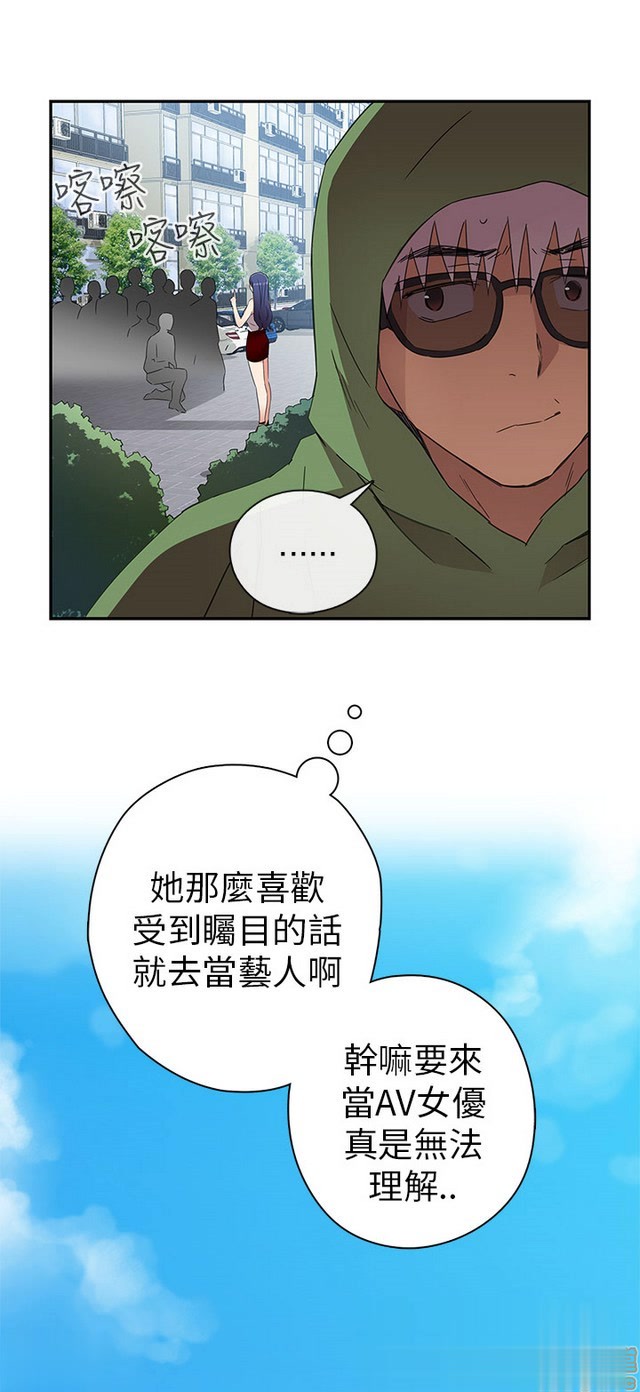 喀嚓
喀嚓
......
她那麼喜歡
受到矚目的話
就去當藝人啊
幹嘛要來
當AV女優
真是無法
理解..